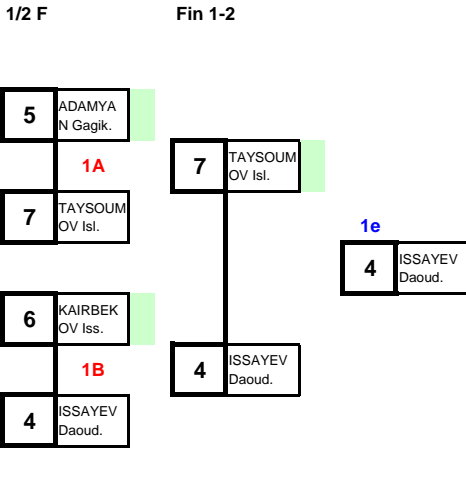 1/2 F
Fin 1-2
5
ADAMYA
N Gagik.
1A
7
TAYSOUM
OV Isl.
7
TAYSOUM
OV Isl.
1e
4
ISSAYEV
Daoud.
6
KAIRBEK
OV Iss.
1B
4
ISSAYEV
Daoud.
4
ISSAYEV
Daoud.